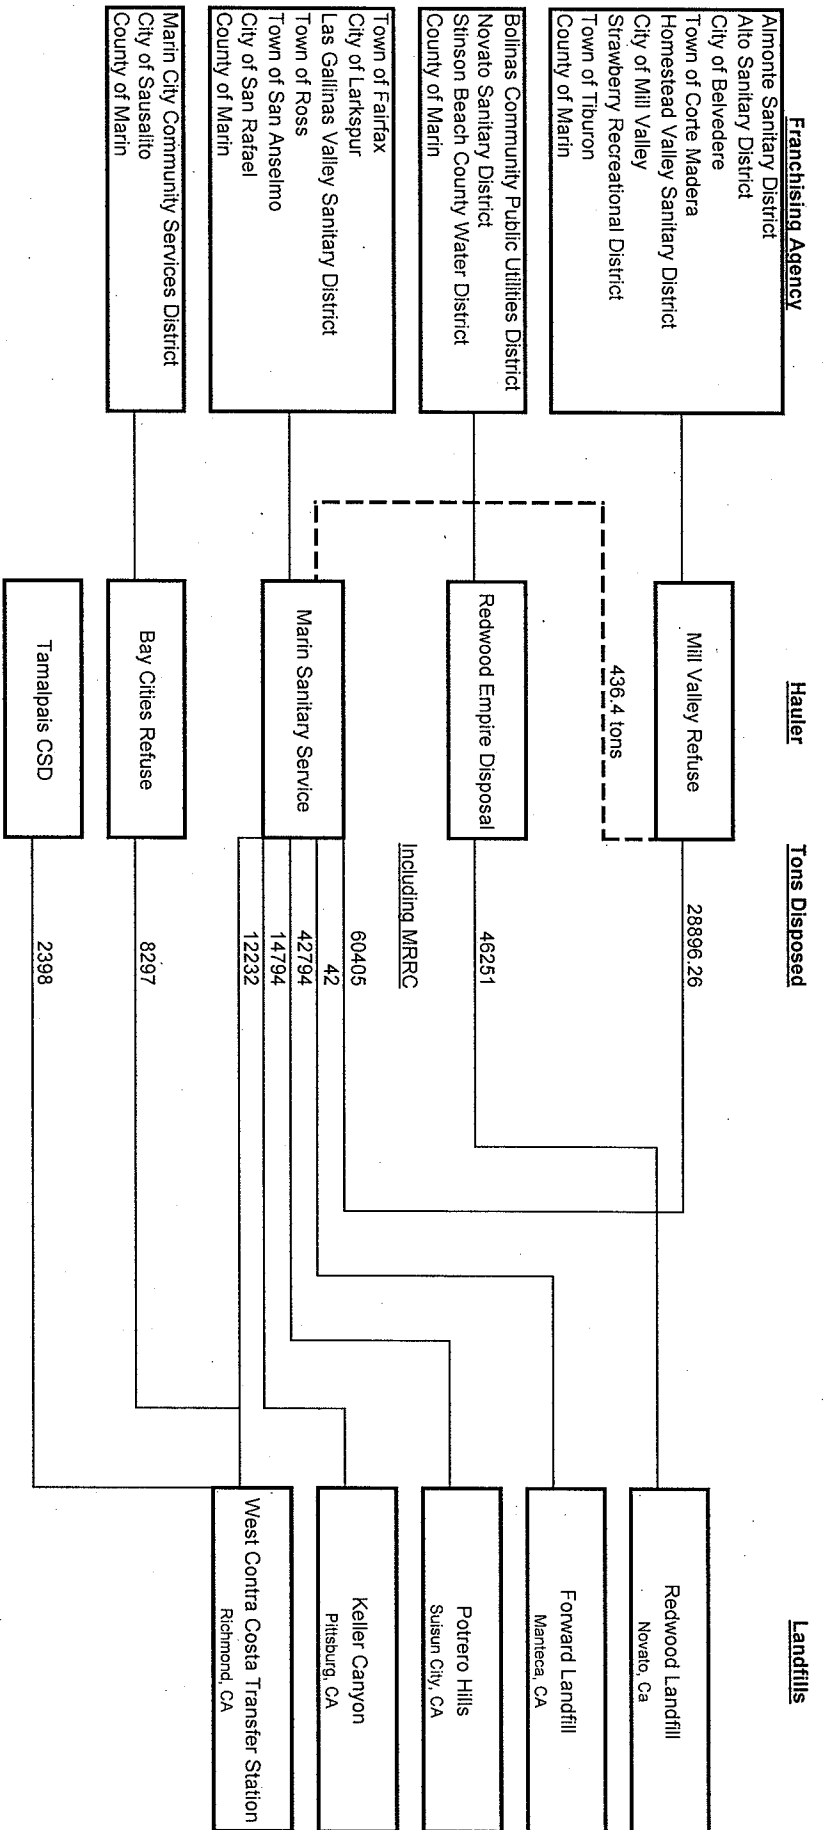 Franchising Agency
Hauler
Tons Disposed
Landfills
Almonte Sanitary District
Alto Sanitary District
City of Belvedere
Town of Corte Madera
Homestead Valley Sanitary District
City of Mill Valley
Strawberry Recreational District
Town of Tiburon
County of Marin
Mill Valley Refuse
28896.26
436.4 tons
Redwood Landfill
Novato, Ca
Bolinas Community Public Utilities District
Novato Sanitary District
Stinson Beach County Water District
County of Marin
Redwood Empire Disposal
46251
Forward Landfill
Manteca, CA
Including MRRC
Town of Fairfax
City of Larkspur
Las Gallinas Valley Sanitary District
Town of Ross
Town of San Anselmo
City of San Rafael
County of Marin
Marin Sanitary Service
60405
42
42794
14794
12232
Potrero Hills
Suisun City, CA
Keller Canyon
Pittsburg, CA
Marin City Community Services District
City of Sausalito
County of Marin
Bay Cities Refuse
8297
West Contra Costa Transfer Station
Richmond, CA
Tamalpais CSD
2398